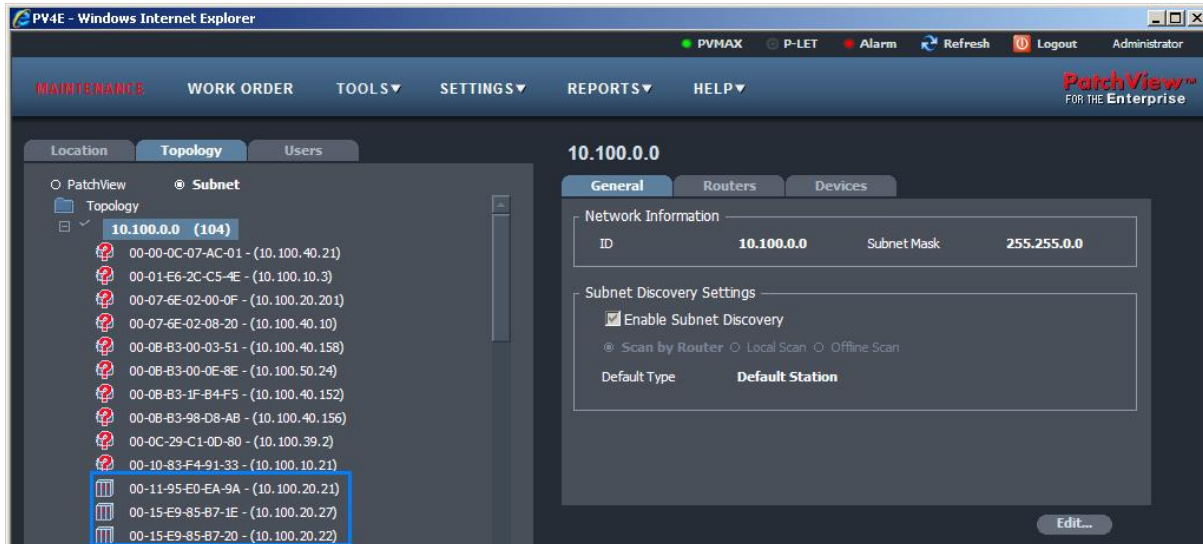 PV4E - Windows Internet Explorer
PVMAX P-LET Alarm Refresh Logout Administrator
MAINTENANCE WORK ORDER TOOLS▼ SETTINGS▼ REPORTS▼ HELP▼
PatchView™
FOR THE Enterprise
Location Topology Users
PatchView Subnet
Topology
10.100.0.0 (104)
00-00-0C-07-AC-01 - (10.100.40.21)
00-01-E6-2C-C5-4E - (10.100.10.3)
00-07-6E-02-00-0F - (10.100.20.201)
00-07-6E-02-08-20 - (10.100.40.10)
00-0B-B3-00-03-51 - (10.100.40.158)
00-0B-B3-00-0E-8E - (10.100.50.24)
00-0B-B3-1F-B4-F5 - (10.100.40.152)
00-0B-B3-98-D8-AB - (10.100.40.156)
00-0C-29-C1-0D-80 - (10.100.39.2)
00-10-83-F4-91-33 - (10.100.10.21)
00-11-95-E0-EA-9A - (10.100.20.21)
00-15-E9-85-B7-1E - (10.100.20.27)
00-15-E9-85-B7-20 - (10.100.20.22)
10.100.0.0
General Routers Devices
Network Information
ID 10.100.0.0 Subnet Mask 255.255.0.0
Subnet Discovery Settings
Enable Subnet Discovery
Scan by Router Local Scan Offline Scan
Default Type Default Station
Edit...